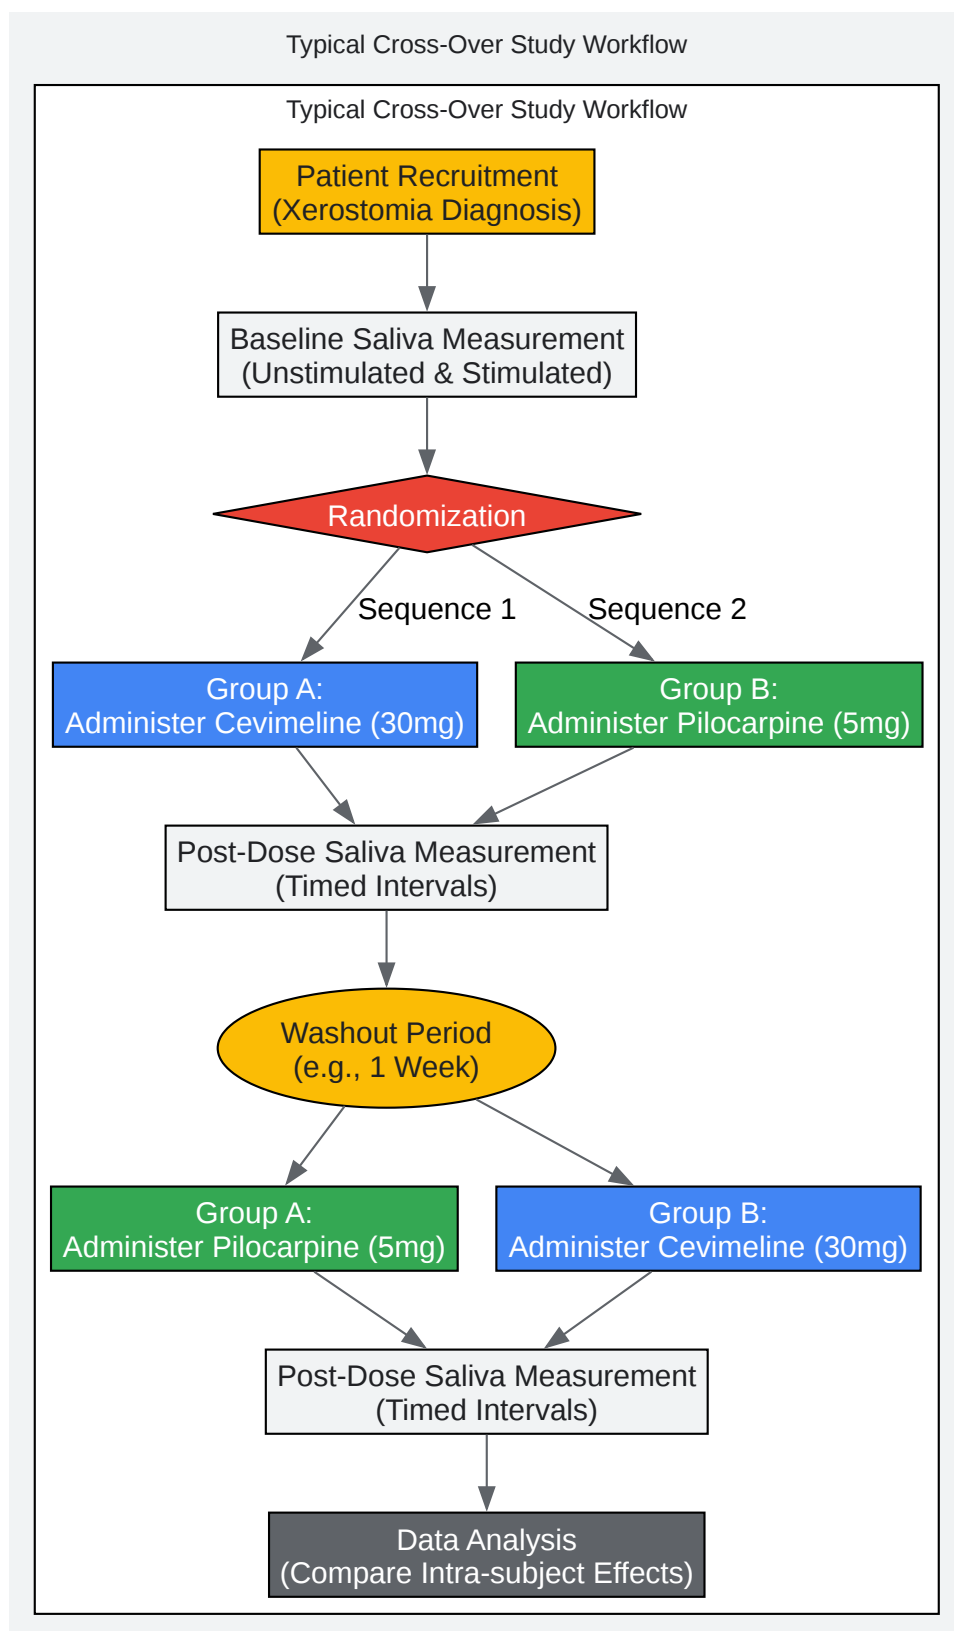 Typical Cross-Over Study Workflow
Typical Cross-Over Study Workflow
Patient Recruitment
(Xerostomia Diagnosis)
Baseline Saliva Measurement
(Unstimulated & Stimulated)
Randomization
Sequence 1
Sequence 2
Group A:
Administer Cevimeline (30mg)
Group B:
Administer Pilocarpine (5mg)
Post-Dose Saliva Measurement
(Timed Intervals)
Washout Period
(e.g., 1 Week)
Group A:
Administer Pilocarpine (5mg)
Group B:
Administer Cevimeline (30mg)
Post-Dose Saliva Measurement
(Timed Intervals)
Data Analysis
(Compare Intra-subject Effects)